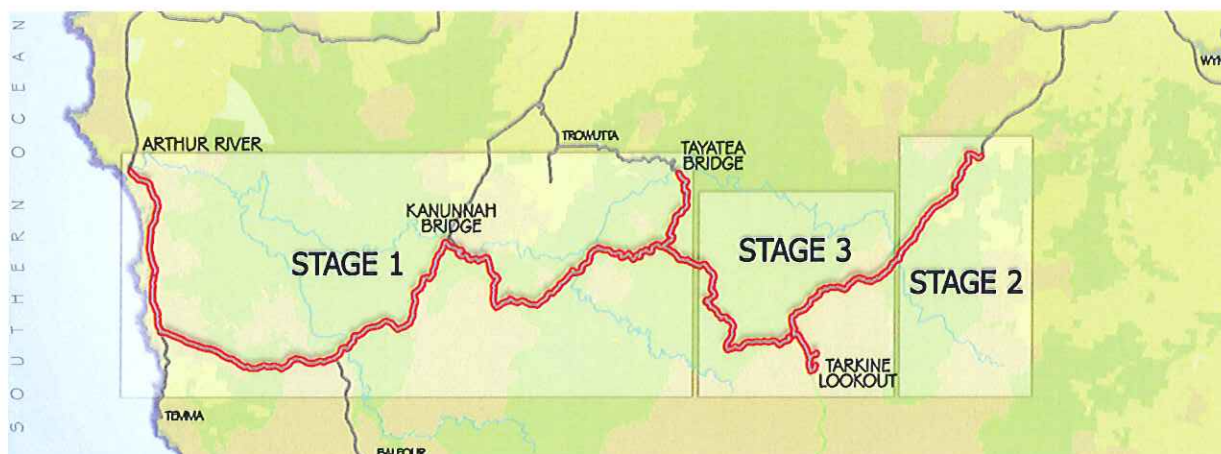 SOUTHERN OCEAN
ARTHUR RIVER
TROWUTTA
TAYATEA
BRIDGE
KANUNNAH
BRIDGE
STAGE 1
STAGE 3
STAGE 2
TARKINE
LOOKOUT
TEMMA